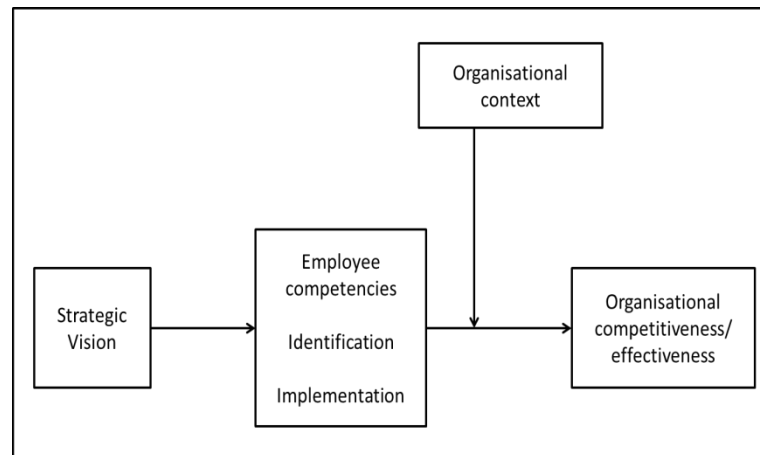 Organisational
context
Strategic
Vision
Employee
competencies
Identification
Implementation
Organisational
competitiveness/
effectiveness